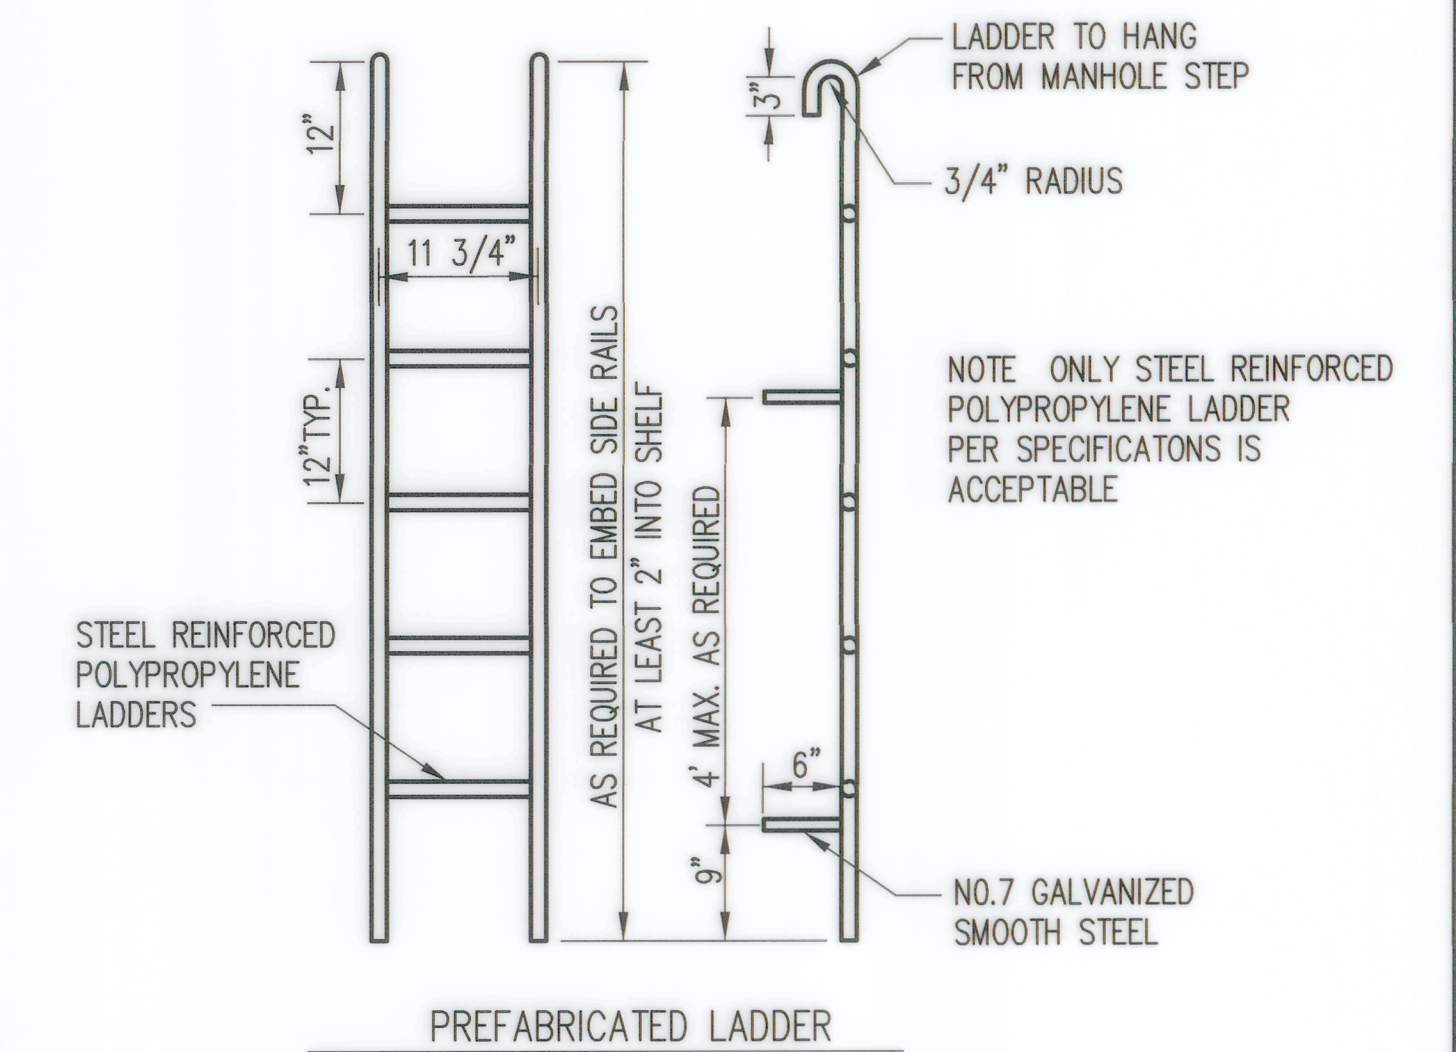 LADDER TO HANG
FROM MANHOLE STEP
12”
3”
3/4” RADIUS
11 3/4”
12”TYP.
AS REQUIRED TO EMBED SIDE RAILS
AT LEAST 2” INTO SHELF
4' MAX. AS REQUIRED
NOTE ONLY STEEL REINFORCED
POLYPROPYLENE LADDER
PER SPECIFICATONS IS
ACCEPTABLE
STEEL REINFORCED
POLYPROPYLENE
LADDERS
6”
9”
NO.7 GALVANIZED
SMOOTH STEEL
PREFABRICATED LADDER